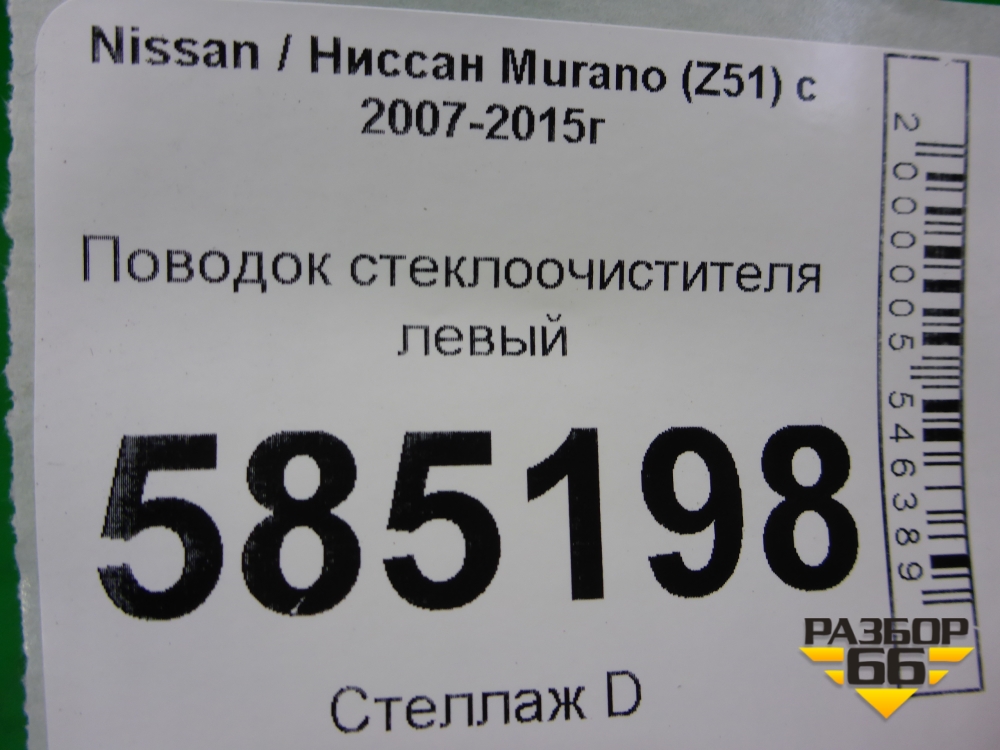 Nissan / Ниссан Murano (Z51) с
2007-2015г
Поводок стеклоочистителя
левый
585198
Стеллаж D
2000005546389
РАЗБОР
66